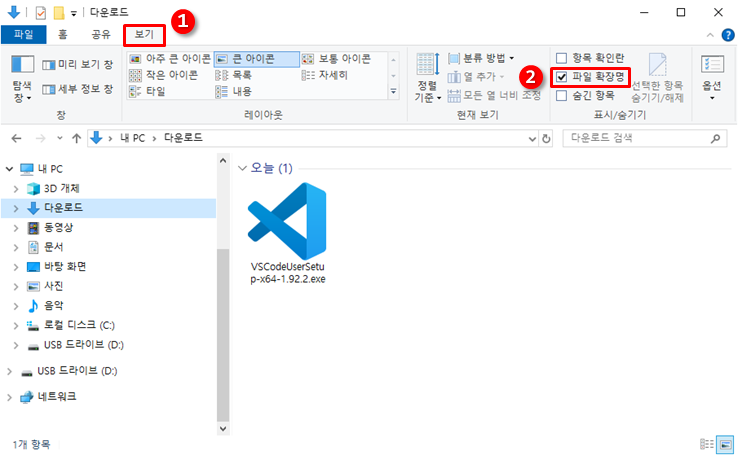 다운로드
1
파일 홈 공유 보기
탐색 창
미리 보기 창
세부 정보 창
창
아주 큰 아이콘 큰 아이콘 보통 아이콘
작은 아이콘 목록 자세히
타일 내용
레이아웃
정렬 기준
분류 방법
열 추가
모든 열 너비 조정
현재 보기
2
항목 확인란
파일 확장명
숨긴 항목
선택한 항목
숨기기/해제
표시/숨기기
옵션
내 PC > 다운로드
다운로드 검색
내 PC
3D 개체
다운로드
동영상
문서
바탕 화면
사진
음악
로컬 디스크 (C:)
USB 드라이브 (D:)
USB 드라이브 (D:)
네트워크
오늘 (1)
VSCodeUserSetu
p-x64-1.92.2.exe
1개 항목